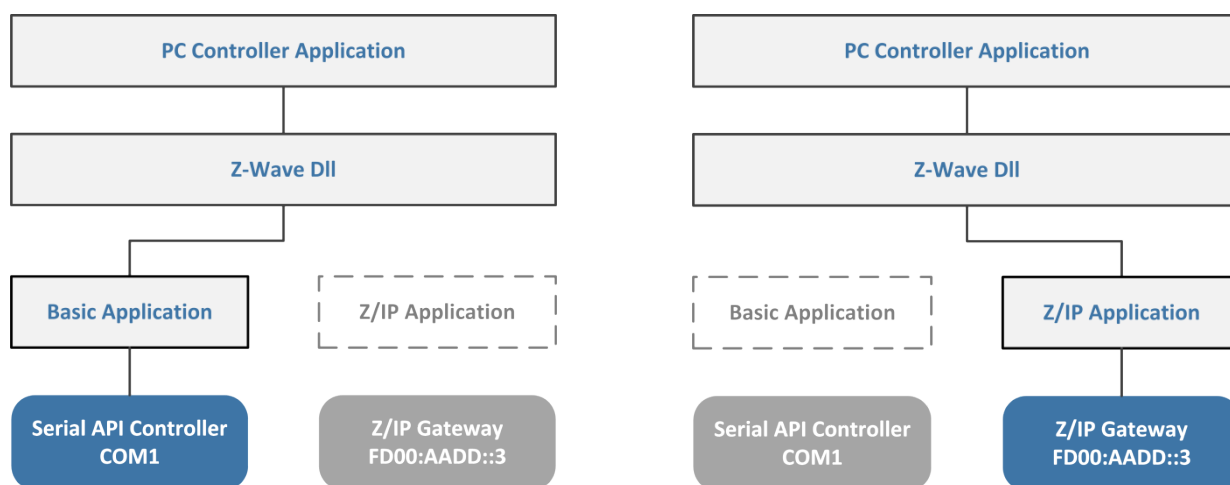 PC Controller Application
Z-Wave Dll
Basic Application
Z/IP Application
Serial API Controller
COM1
Z/IP Gateway
FD00:AADD::3
PC Controller Application
Z-Wave Dll
Basic Application
Z/IP Application
Serial API Controller
COM1
Z/IP Gateway
FD00:AADD::3